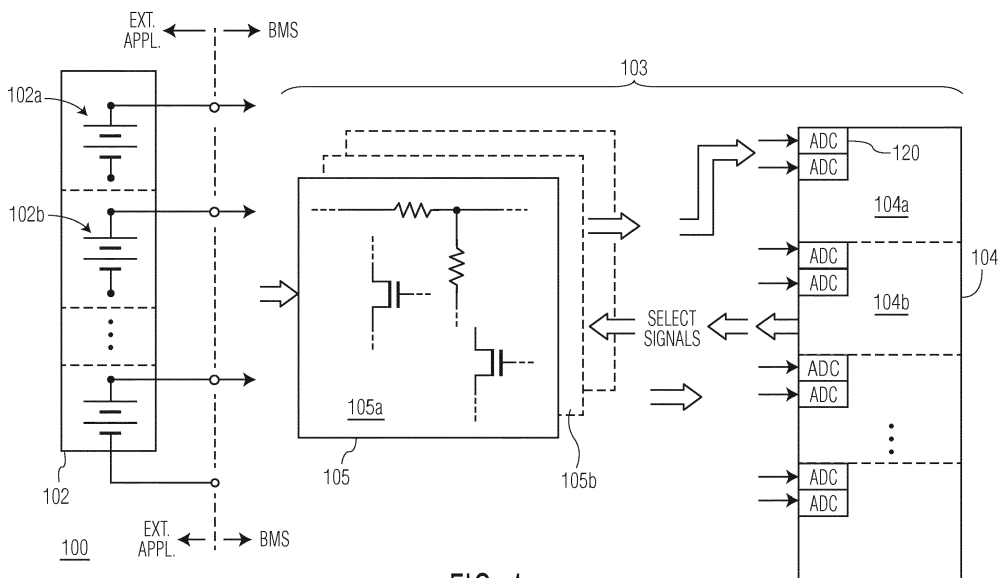 EXT.
APPL.
BMS
103
102a
ADC
120
ADC
104a
102b
ADC
104
ADC
104b
SELECT
SIGNALS
ADC
ADC
105a
105
105b
102
ADC
ADC
EXT.
APPL.
BMS
100